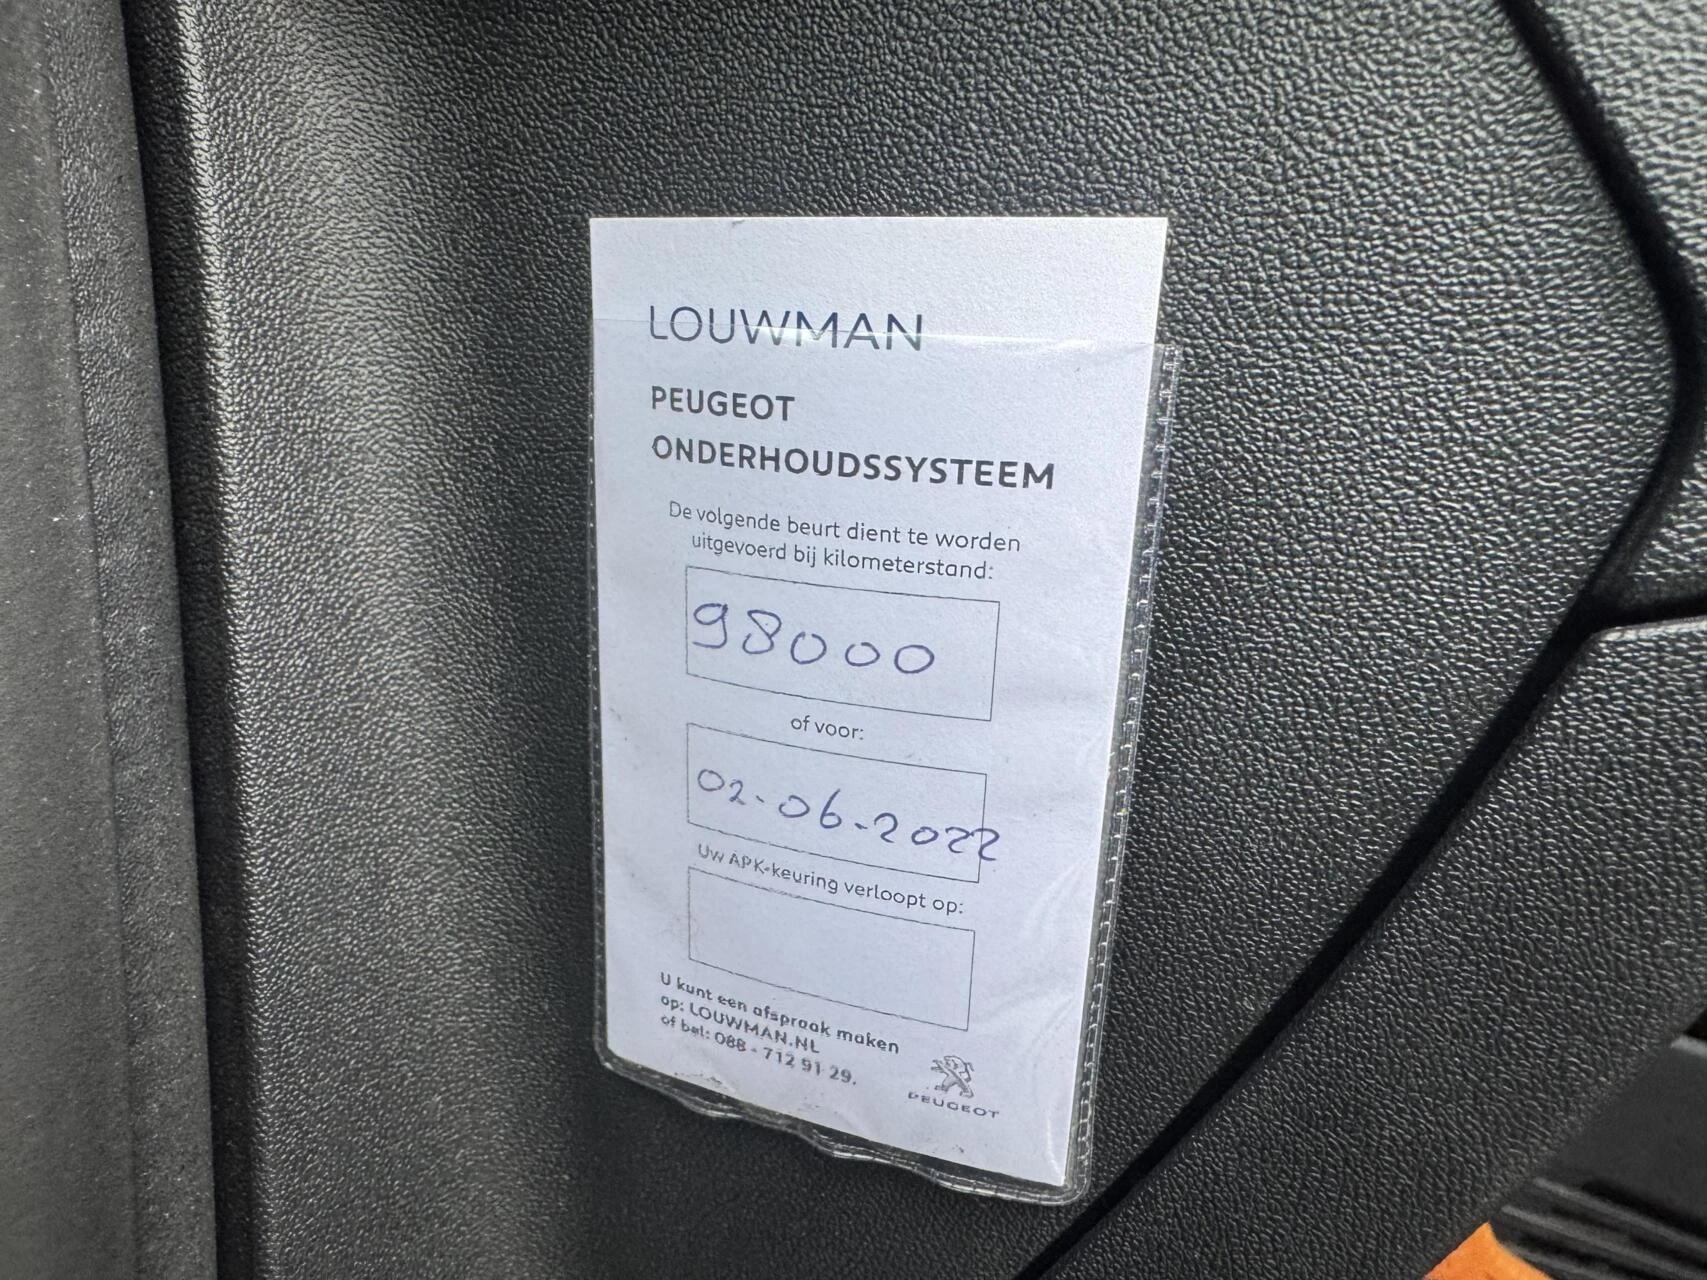 LOUWMAN
PEUGEOT
ONDERHOUDSSYSTEEM
De volgende beurt dient te worden
uitgevoerd bij kilometerstand:
98000
of voor:
02-06-2022
Uw APK-keuring verloopt op:
U kunt een afspraak maken
op: LOUWMAN.NL
of bel: 088 - 712 91 29.
PEUGEOT